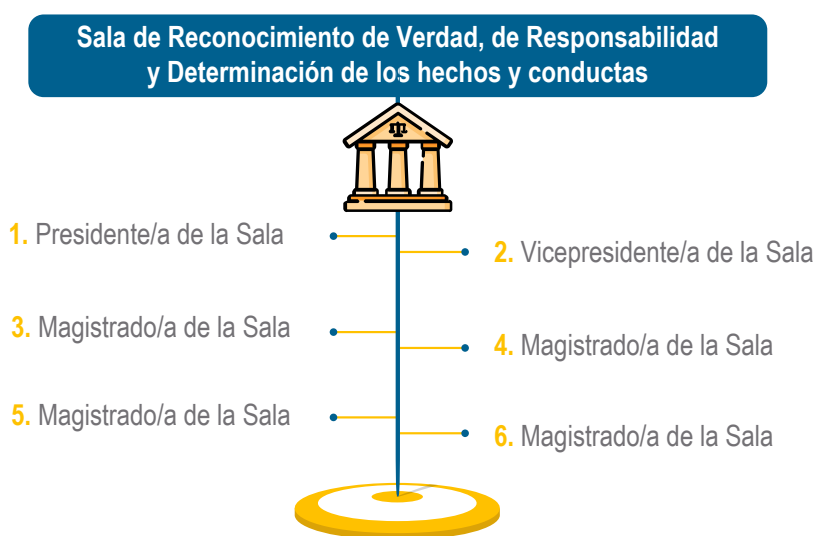 Sala de Reconocimiento de Verdad, de Responsabilidad
y Determinación de los hechos y conductas
1. Presidente/a de la Sala
2. Vicepresidente/a de la Sala
3. Magistrado/a de la Sala
4. Magistrado/a de la Sala
5. Magistrado/a de la Sala
6. Magistrado/a de la Sala